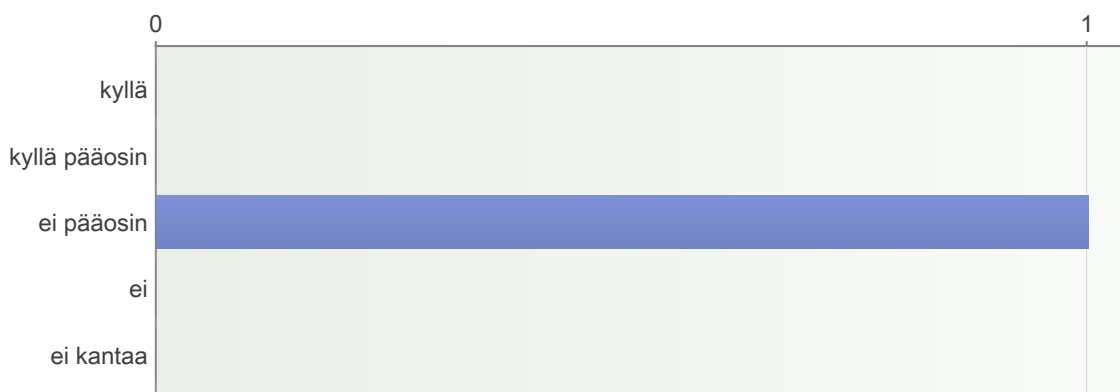 0 1
kyllä
kyllä pääosin
ei pääosin
ei
ei kantaa